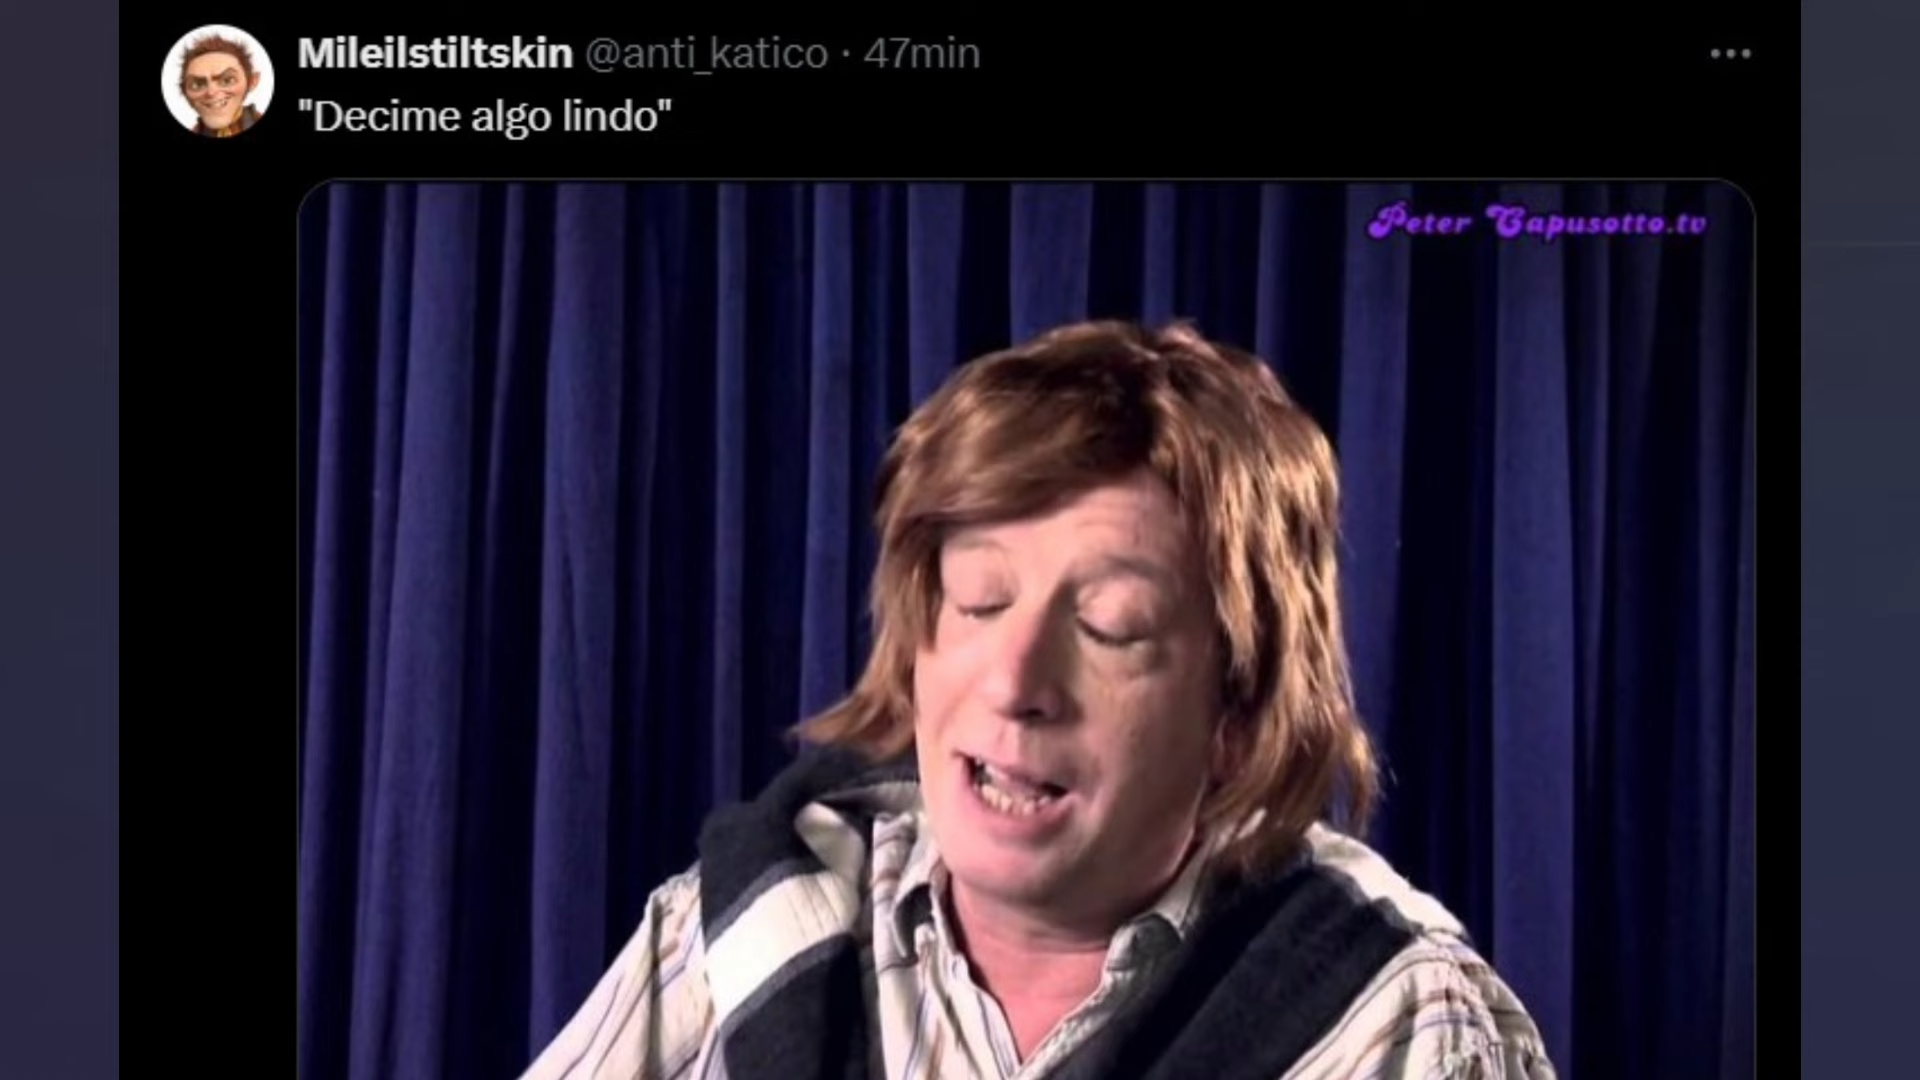 Mileilstiltskin @anti_katico · 47min
"Decime algo lindo"
Peter Capusotto.tv